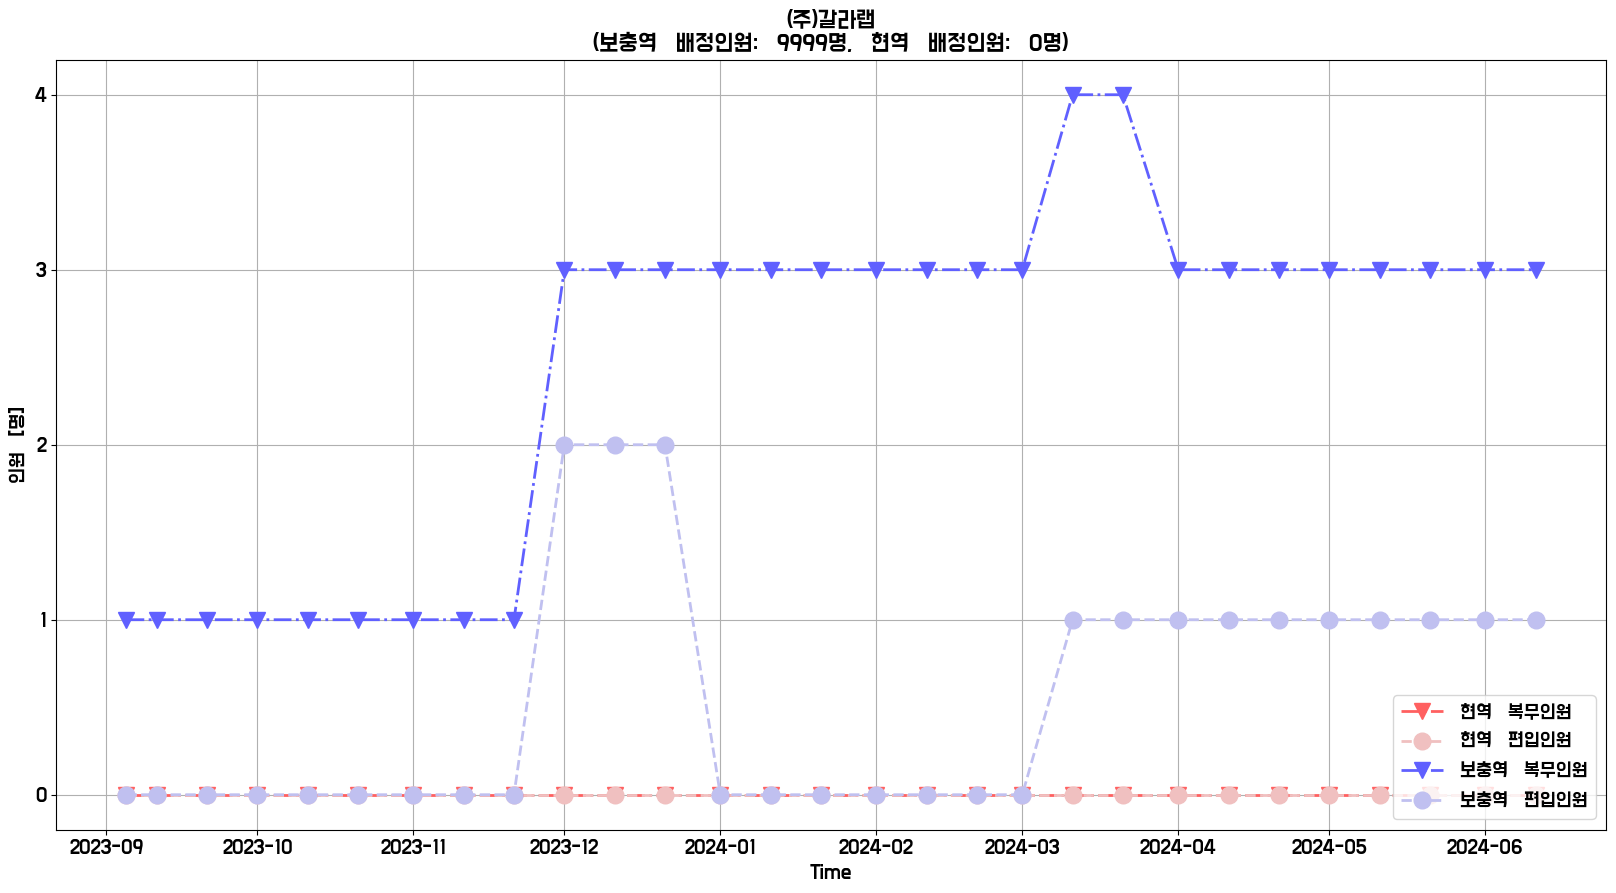 (주)갈라랩
(보충역 배정인원: 9999명, 현역 배정인원: 0명)
인원 [명]
4
3
2
1
0
현역 복무인원
현역 편입인원
보충역 복무인원
보충역 편입인원
2023-09 2023-10 2023-11 2023-12 2024-01 2024-02 2024-03 2024-04 2024-05 2024-06
Time